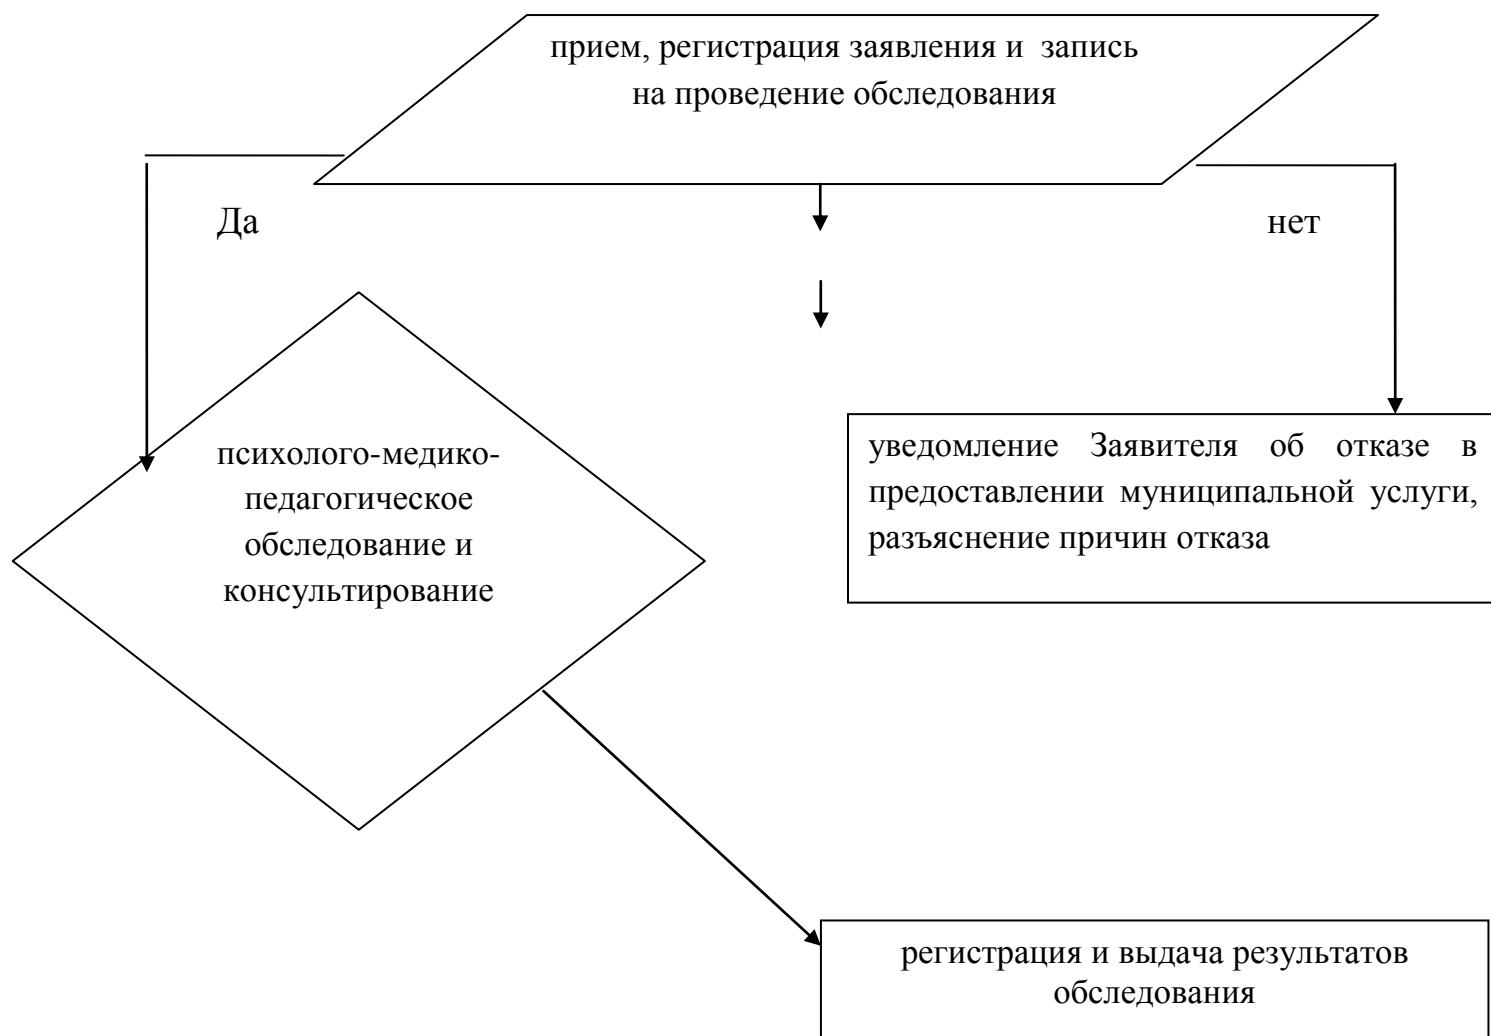 прием, регистрация заявления и запись
на проведение обследования
Да
нет
психолого-медико-
педагогическое
обследование и
консультирование
уведомление Заявителя об отказе в
предоставлении муниципальной услуги,
разъяснение причин отказа
регистрация и выдача результатов
обследования